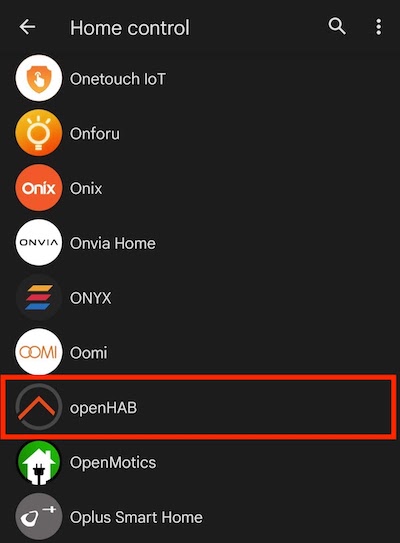 Home control
Onetouch IoT
Onforu
Onix
Onix
ONVIA
Onvia Home
ONYX
OOMI
Oomi
openHAB
OpenMotics
Oplus Smart Home